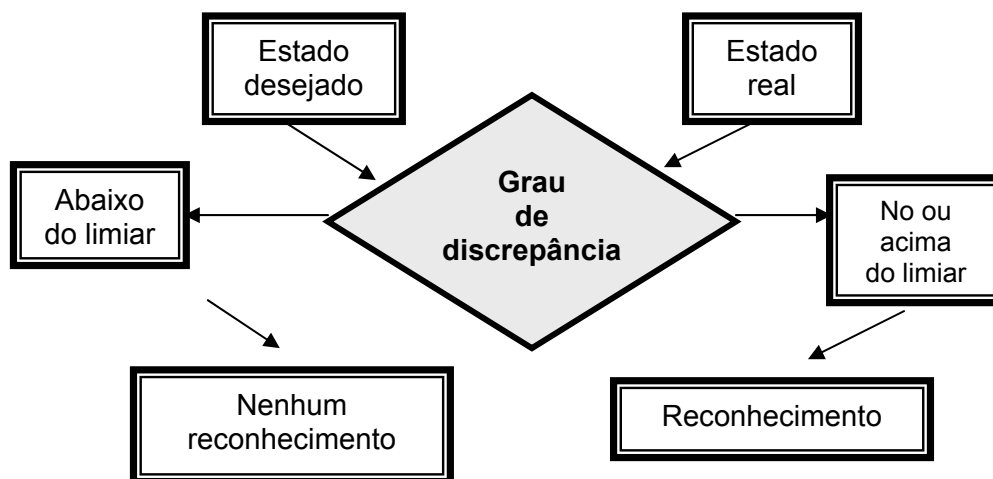 Estado
desejado
Estado
real
Grau
de
discrepância
Abaixo
do limiar
No ou
acima
do limiar
Nenhum
reconhecimento
Reconhecimento